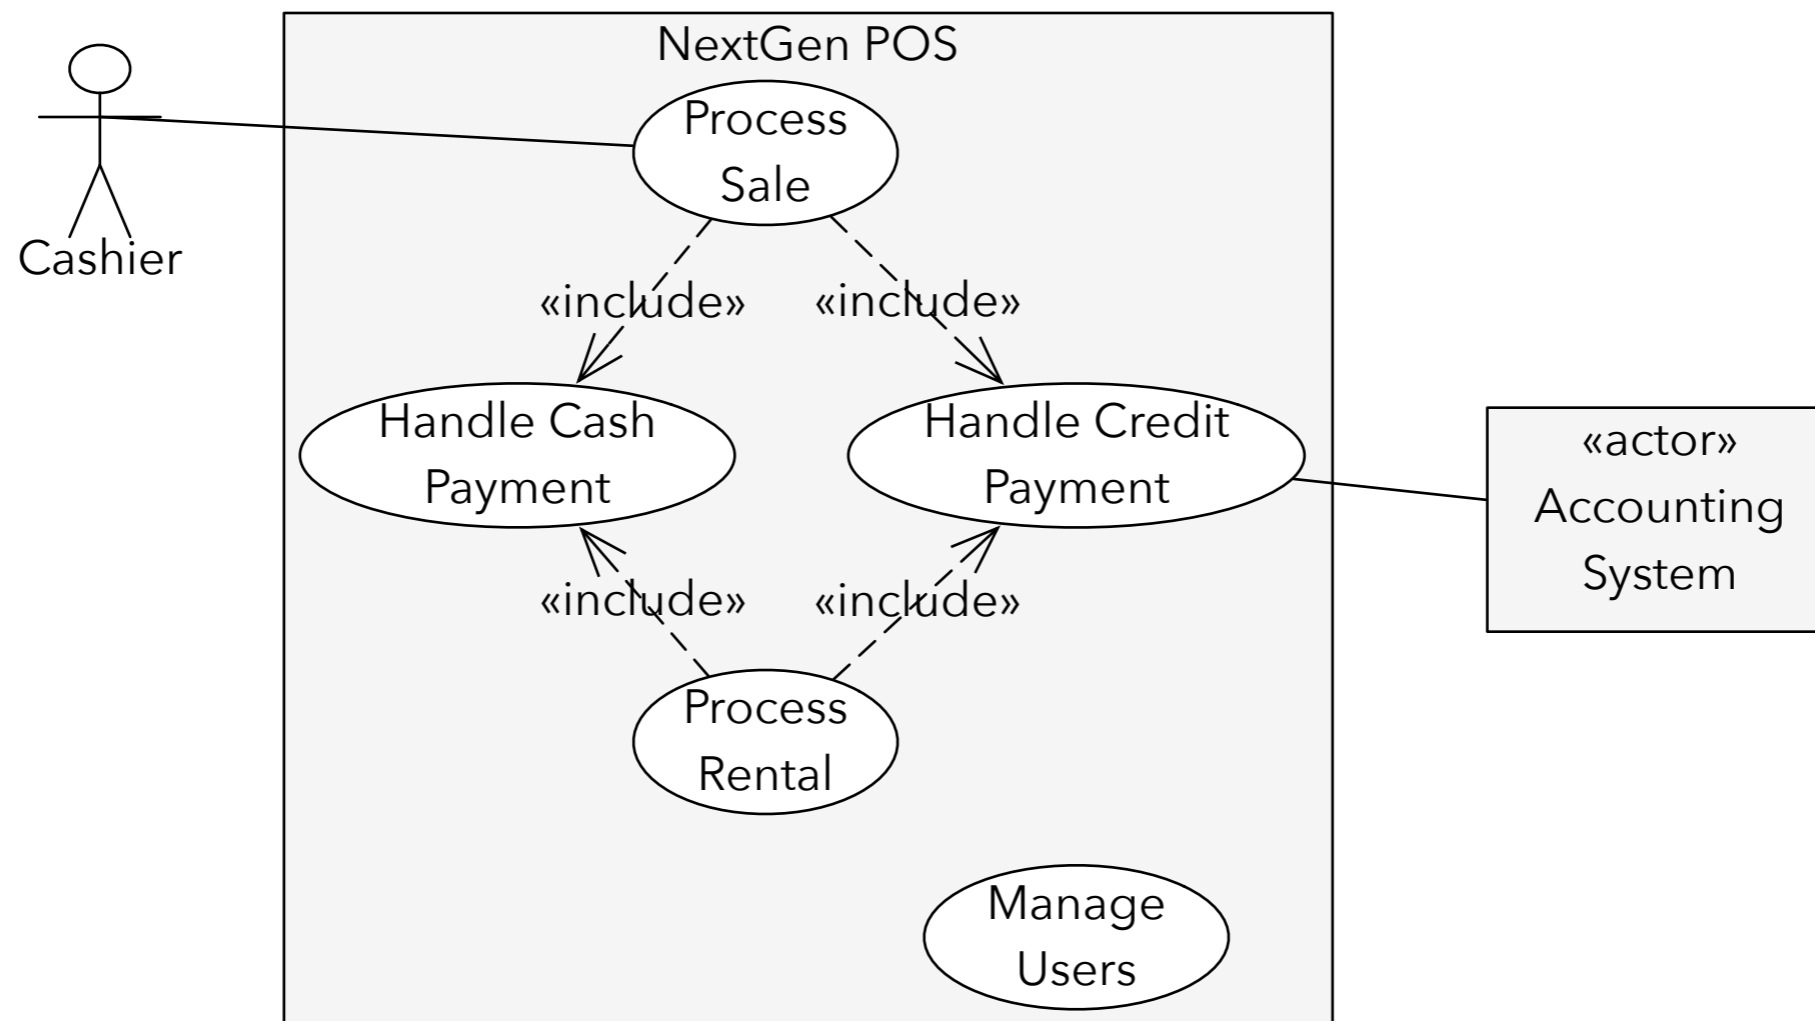 NextGen POS
Process
Sale
Cashier
«include»
«include»
Handle Cash
Payment
Handle Credit
Payment
«actor»
Accounting
System
«include»
«include»
Process
Rental
Manage
Users